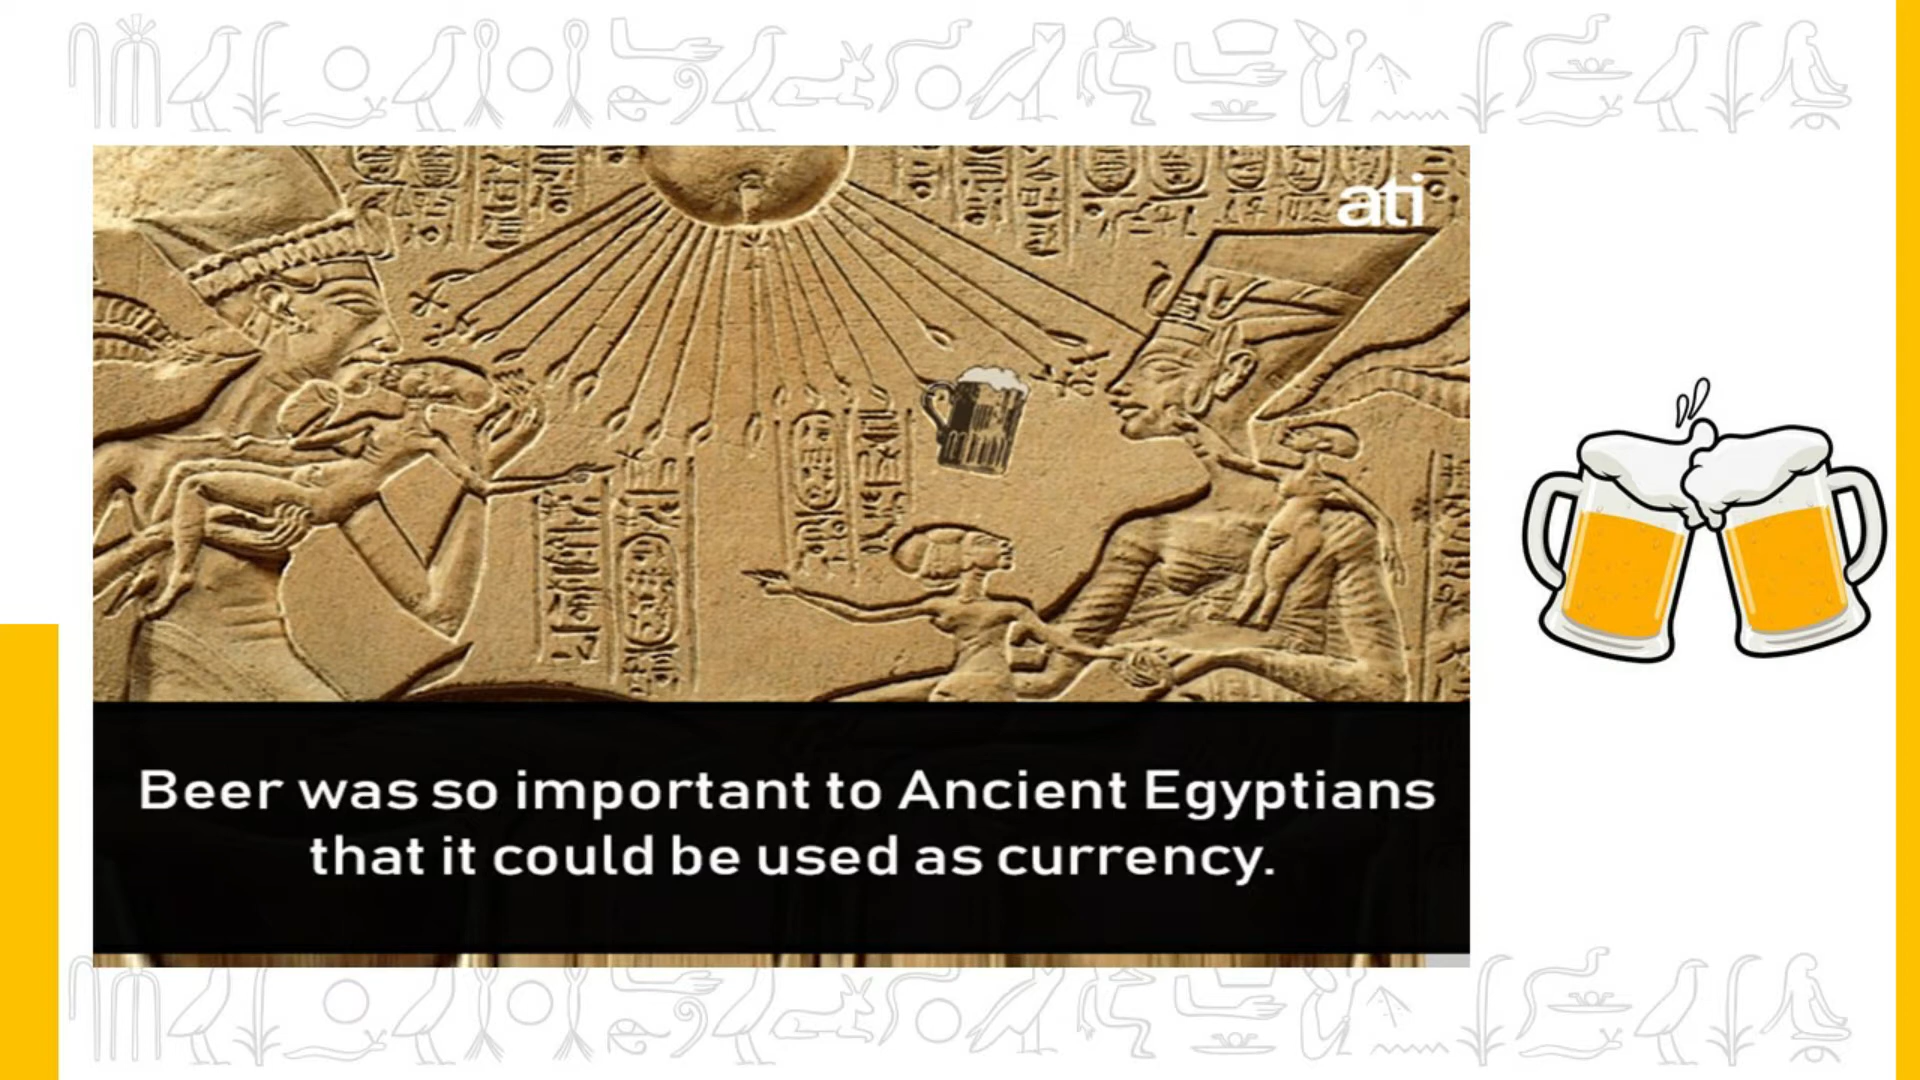 ati
Beer was so important to Ancient Egyptians
that it could be used as currency.